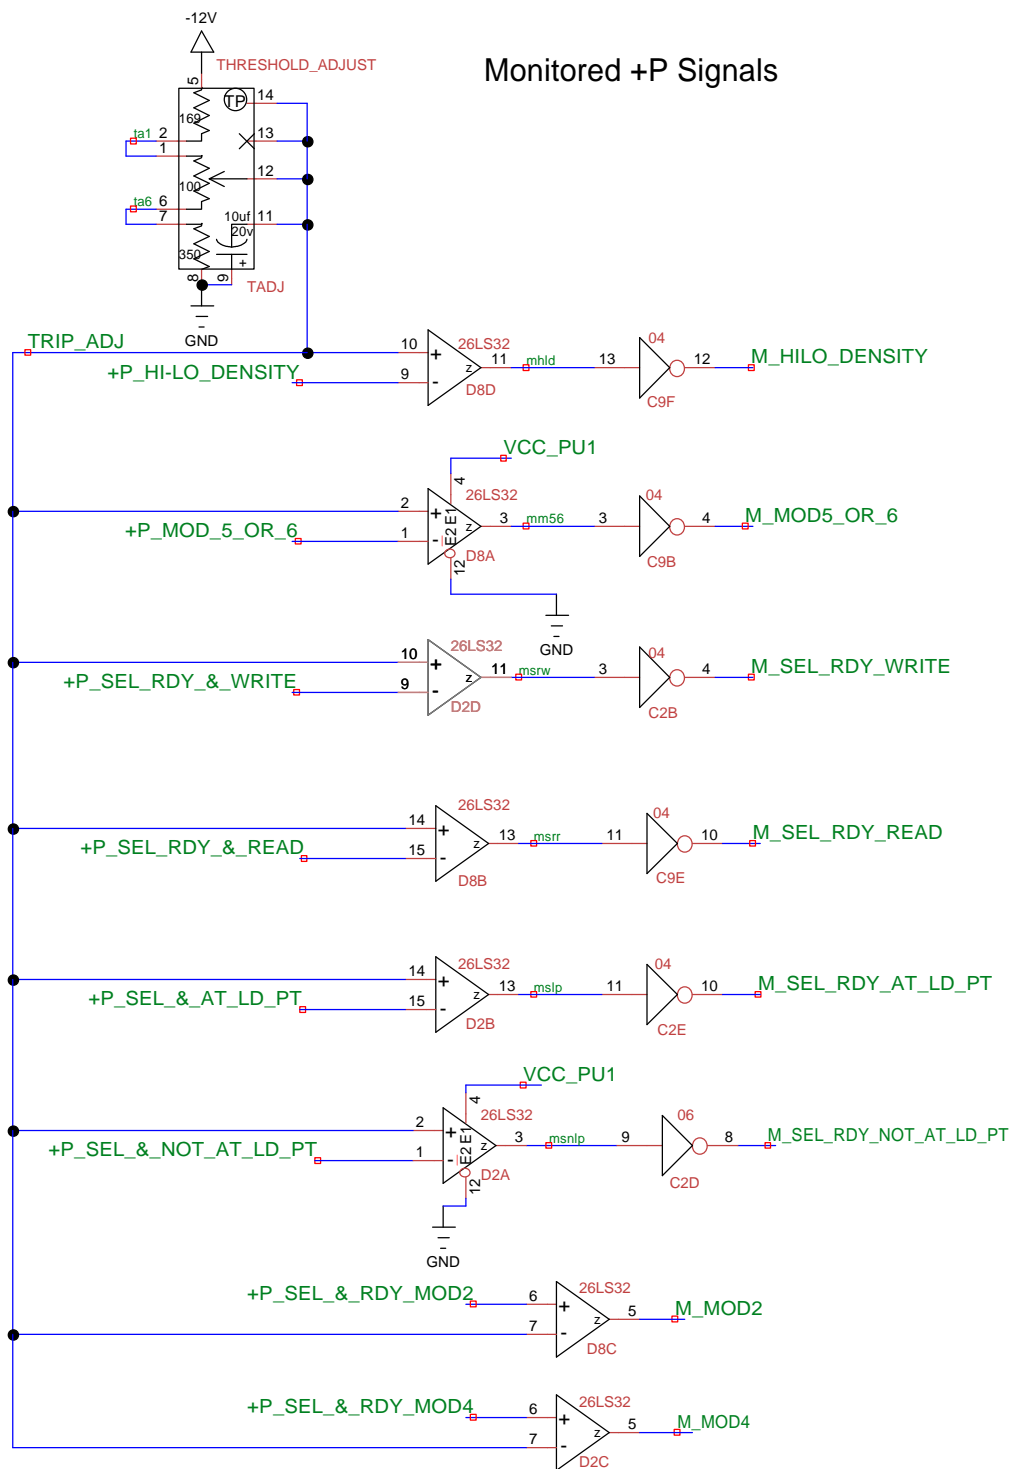 -12V
Monitored +P Signals
THRESHOLD_ADJUST
5
TP 14
169
ta1 2 13
1
100 12
ta6 6
7 10uf 11
20v
350
+
8 9 TADJ
GND
TRIP_ADJ
10 + 26LS32 04
+P_HI-LO_DENSITY 9 - z 11 mhld 13 12 M_HILO_DENSITY
D8D C9F
VCC_PU1
4
2 + 26LS32 04
+P_MOD_5_OR_6 1 - E2 E1 z 3 mm56 3 4 M_MOD5_OR_6
D8A C9B
12
GND
10 + 26LS32 04
+P_SEL_RDY_&_WRITE 9 - z 11 msrw 3 4 M_SEL_RDY_WRITE
D2D C2B
14 + 26LS32 04
+P_SEL_RDY_&_READ 15 - z 13 msrr 11 10 M_SEL_RDY_READ
D8B C9E
14 + 26LS32 04
+P_SEL_&_AT_LD_PT 15 - z 13 mslp 11 10 M_SEL_RDY_AT_LD_PT
D2B C2E
VCC_PU1
4
2 + 26LS32 06
+P_SEL_&_NOT_AT_LD_PT 1 - E2 E1 z 3 msnlp 9 8 M_SEL_RDY_NOT_AT_LD_PT
D2A C2D
12
GND
+P_SEL_&_RDY_MOD2 6 + 26LS32
7 - z 5 M_MOD2
D8C
+P_SEL_&_RDY_MOD4 6 + 26LS32
7 - z 5 M_MOD4
D2C